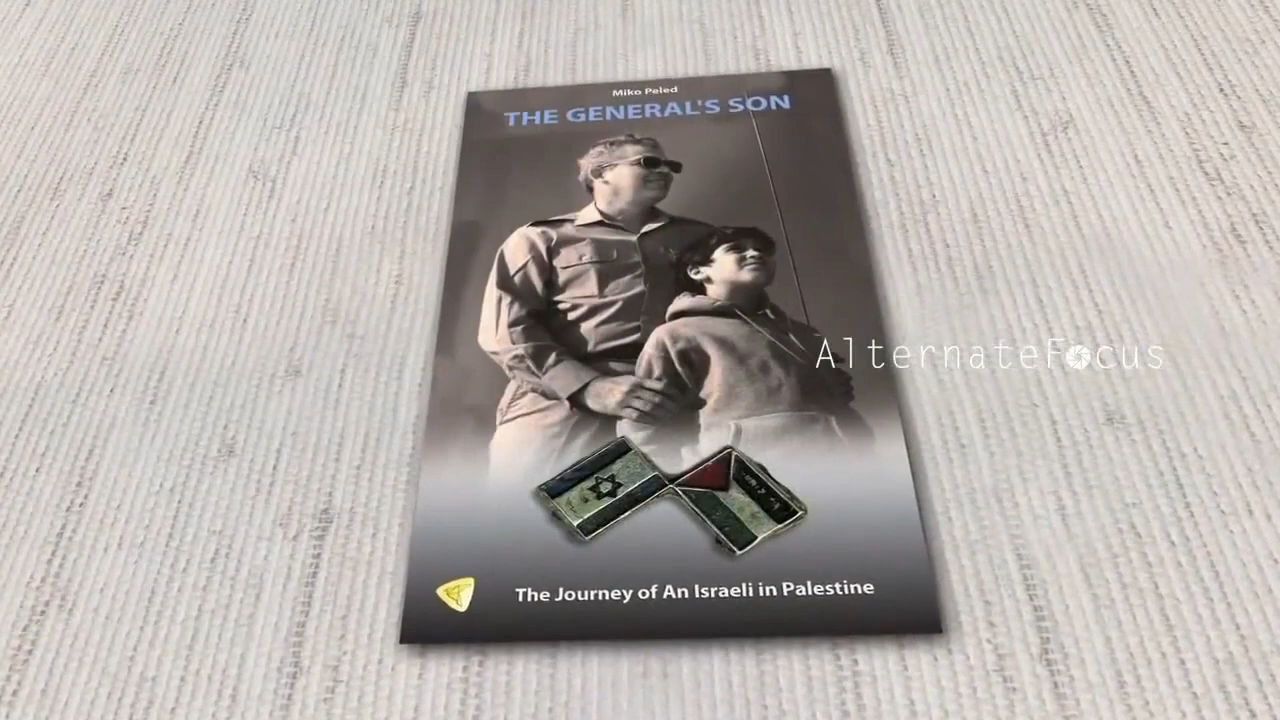 Miko Peled
THE GENERAL'S SON
AlternateFocus
The Journey of An Israeli in Palestine